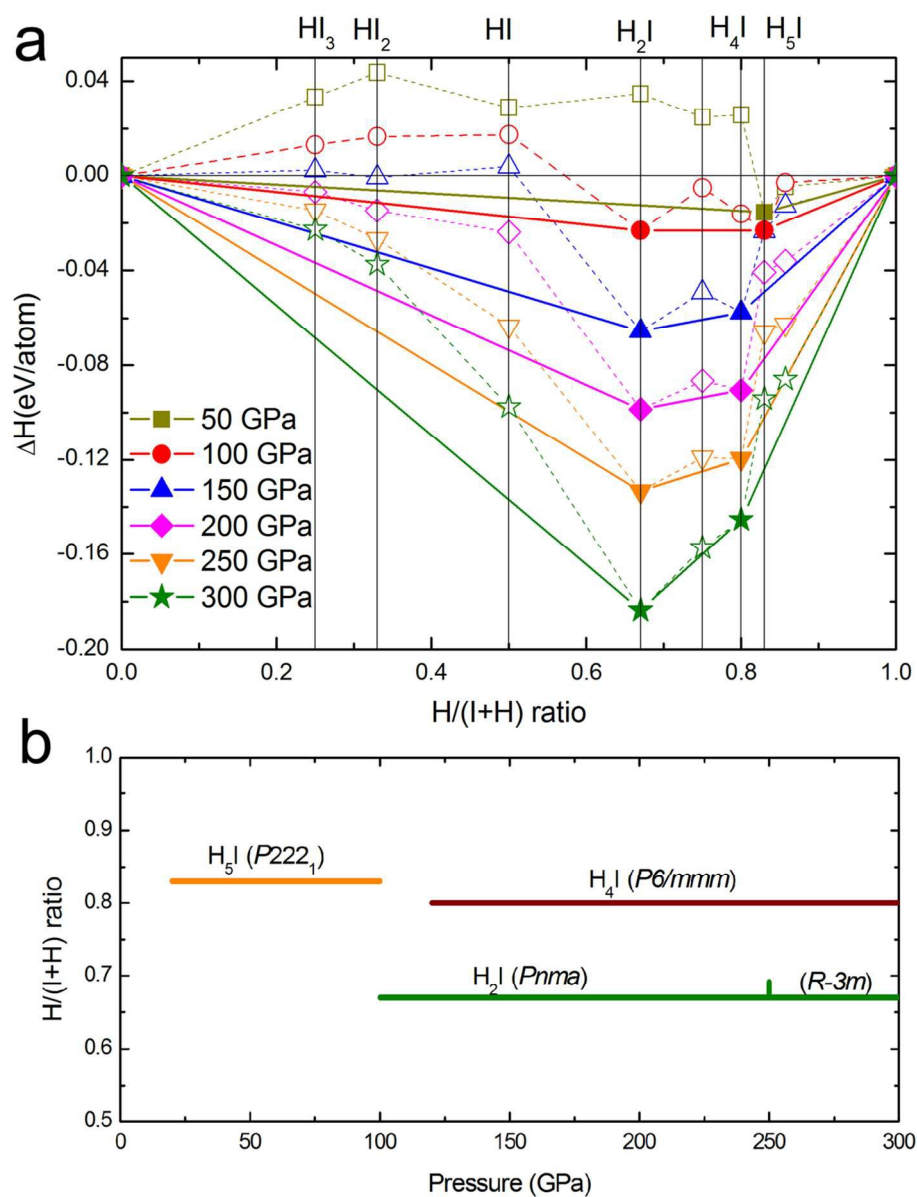 a
HI₃ HI₂ HI H₂I H₄I H₅I
0.04
0.00
-0.04
-0.08
-0.12
-0.16
-0.20
ΔH(eV/atom)
50 GPa
100 GPa
150 GPa
200 GPa
250 GPa
300 GPa
0.0 0.2 0.4 0.6 0.8 1.0
H/(I+H) ratio
b
1.0
0.9
0.8
0.7
0.6
0.5
H/(I+H) ratio
H₅I (P222₁)
H₄I (P6/mmm)
H₂I (Pnma) (R-3m)
0 50 100 150 200 250 300
Pressure (GPa)